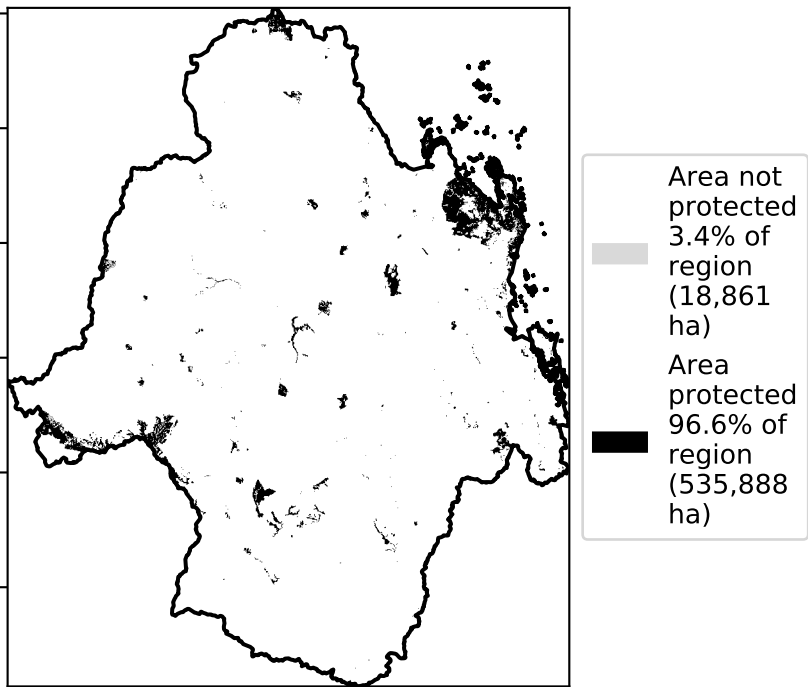 Area not
protected
3.4% of
region
(18,861
ha)
Area
protected
96.6% of
region
(535,888
ha)